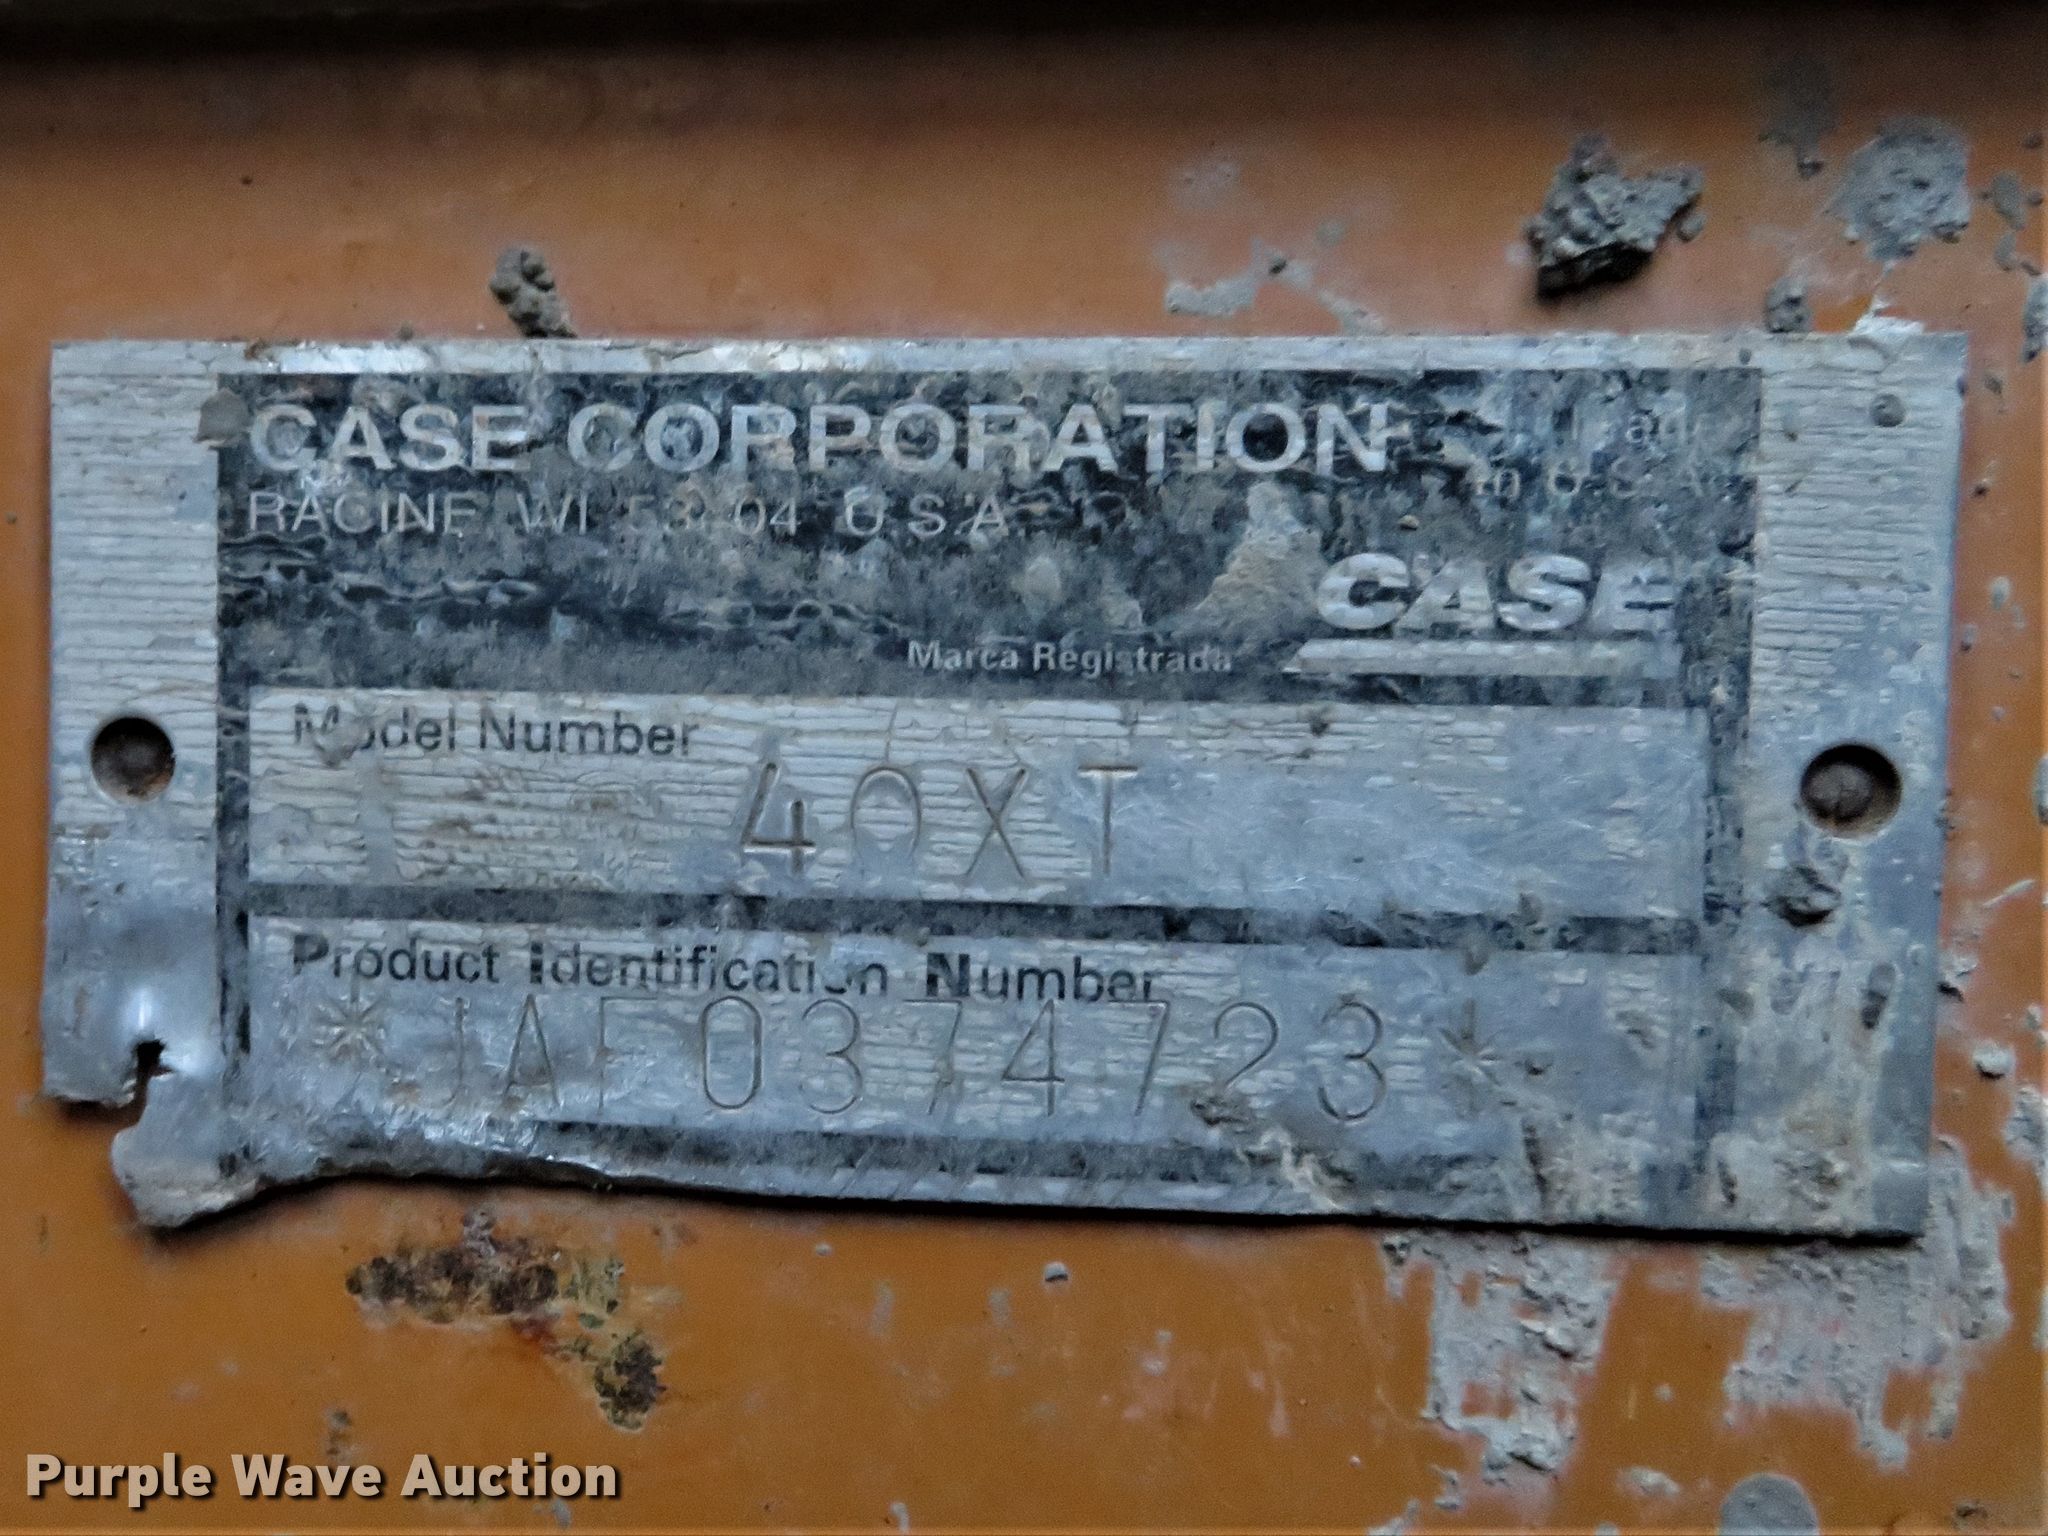 CASE CORPORATION
RACINE WI 53404 U.S.A.
CASE
Marca Registrada
Model Number
40XT
Product Identification Number
*JAF0374723*
Purple Wave Auction